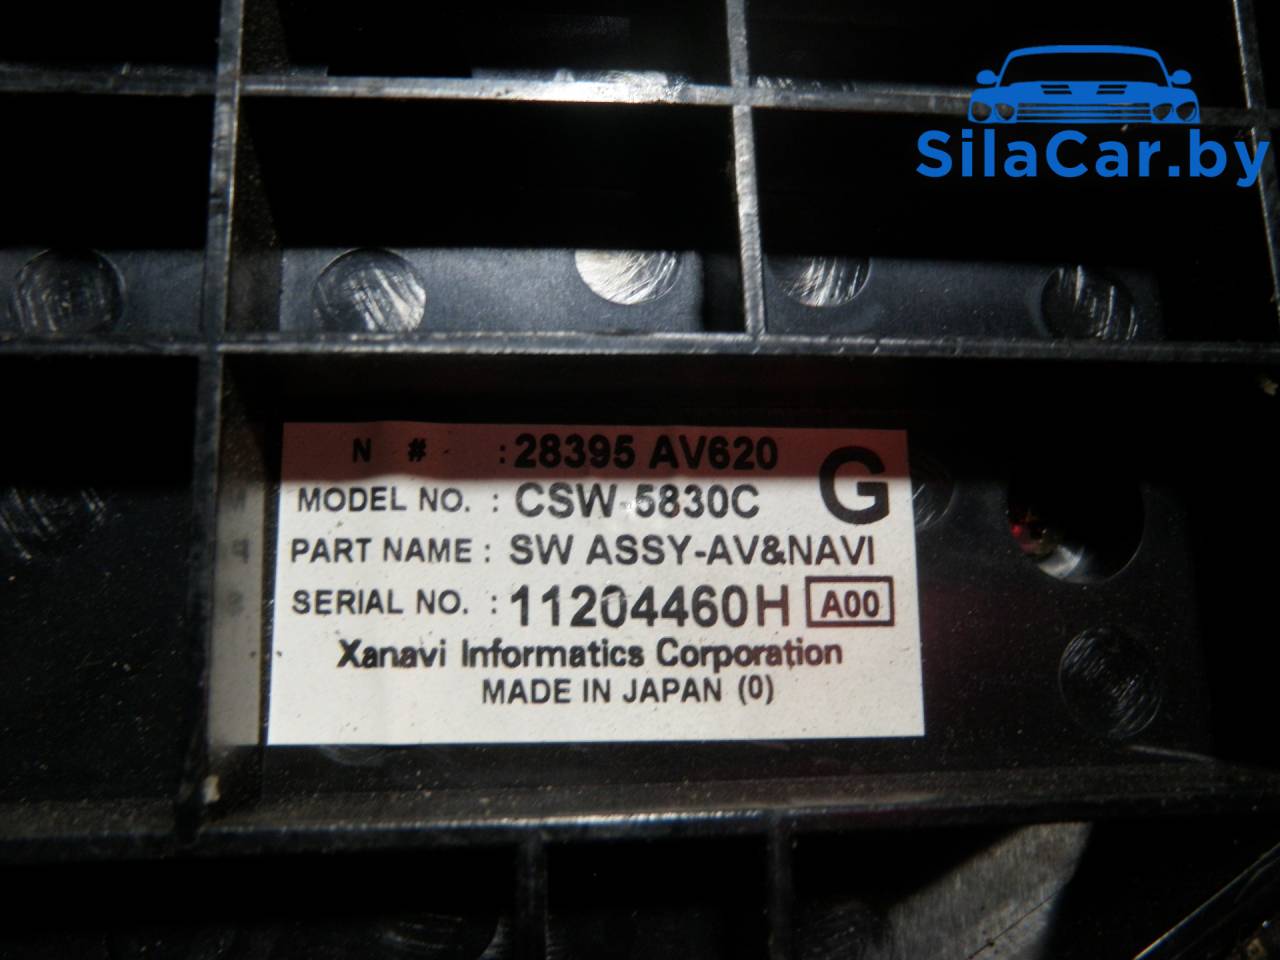 SilaCar.by
N # : 28395 AV620
G
MODEL NO. : CSW-5830C
PART NAME : SW ASSY-AV&NAVI
SERIAL NO. : 11204460H A00
Xanavi Informatics Corporation
MADE IN JAPAN (0)